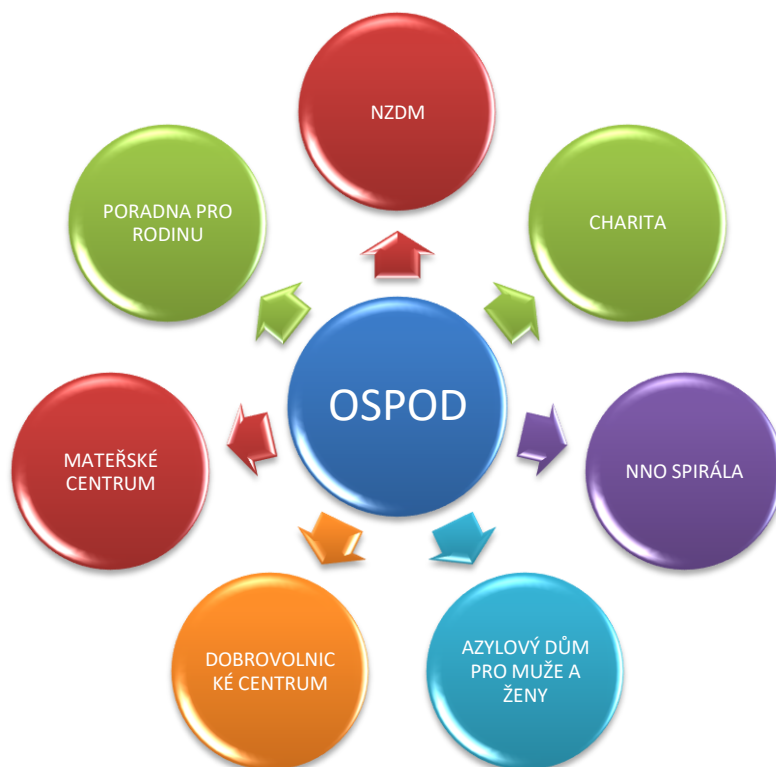 NZDM
PORADNA PRO
RODINU
CHARITA
OSPOD
MATEŘSKÉ
CENTRUM
NNO SPIRÁLA
DOBROVOLNIC
KÉ CENTRUM
AZYLOVÝ DŮM
PRO MUŽE A
ŽENY